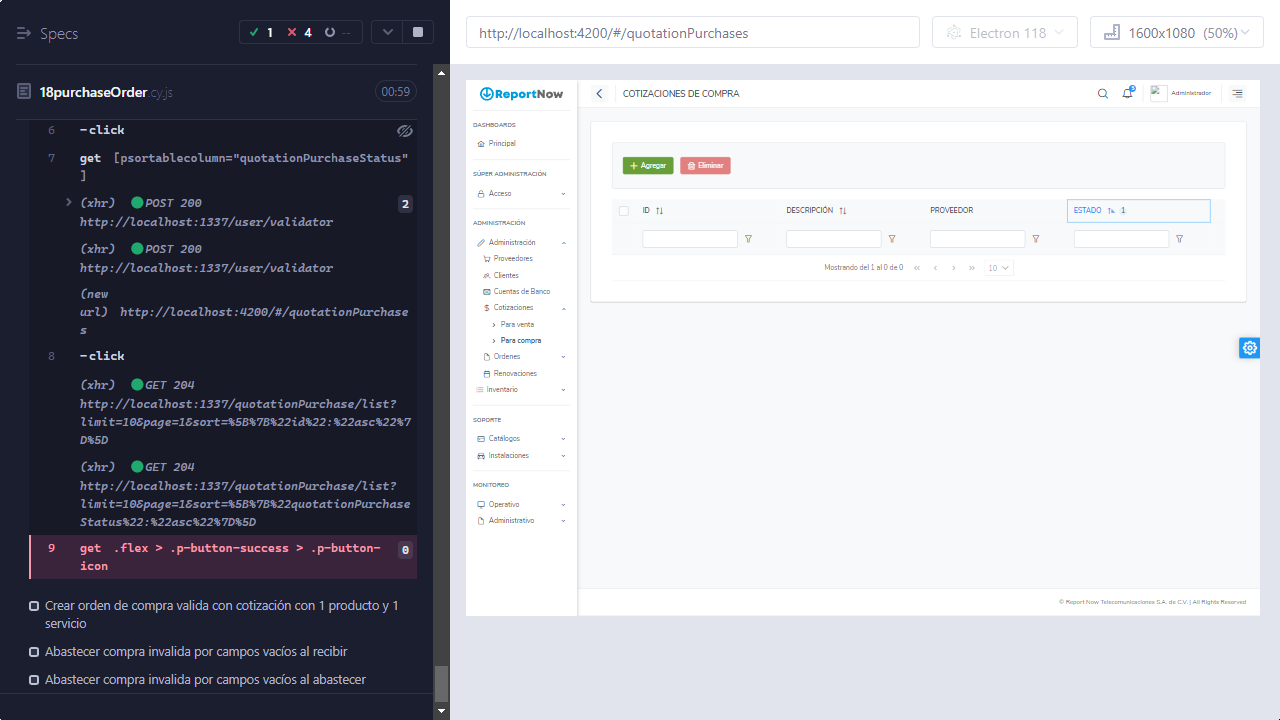 Specs
1
4
--
18purchaseOrder.cy.js
00:59
6 -click
7 get [psortablecolumn="quotationPurchaseStatus"
]
(xhr) POST 200
http://localhost:1337/user/validator
2
(xhr) POST 200
http://localhost:1337/user/validator
(new
url) http://localhost:4200/#/quotationPurchase
s
8 -click
(xhr) GET 204
http://localhost:1337/quotationPurchase/list?
limit=10&page=1&sort=%5B%7B%22id%22:%22asc%22%7
D%5D
(xhr) GET 204
http://localhost:1337/quotationPurchase/list?
limit=10&page=1&sort=%5B%7B%22quotationPurchase
Status%22:%22asc%22%7D%5D
9 get .flex > .p-button-success > .p-button-
icon
0
Crear orden de compra valida con cotización con 1 producto y 1
servicio
Abastecer compra invalida por campos vacíos al recibir
Abastecer compra invalida por campos vacíos al abastecer
http://localhost:4200/#/quotationPurchases
Electron 118
1600x1080 (50%)
ReportNow
DASHBOARDS
Principal
SÚPER ADMINISTRACIÓN
Acceso
ADMINISTRACIÓN
Administración
Proveedores
Clientes
Cuentas de Banco
Cotizaciones
Para venta
Para compra
Ordenes
Renovaciones
Inventario
SOPORTE
Catálogos
Instalaciones
MONITOREO
Operativo
Administrativo
COTIZACIONES DE COMPRA
Administrador
Agregar
Eliminar
ID
DESCRIPCIÓN
PROVEEDOR
ESTADO 1
Mostrando del 1 al 0 de 0
10
© Report Now Telecomunicaciones S.A. de C.V. | All Rights Reserved